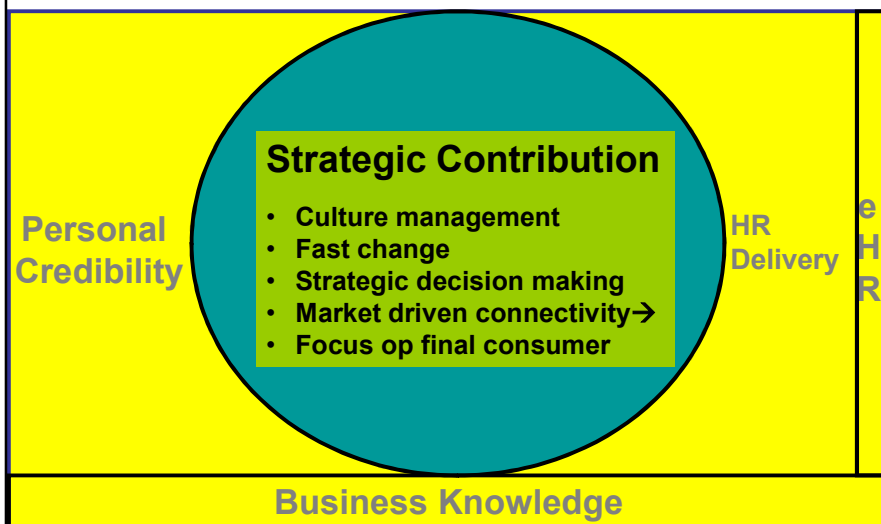 Strategic Contribution
• Culture management
• Fast change
• Strategic decision making
• Market driven connectivity→
• Focus op final consumer
Personal
Credibility
HR
Delivery
e
H
R
Business Knowledge